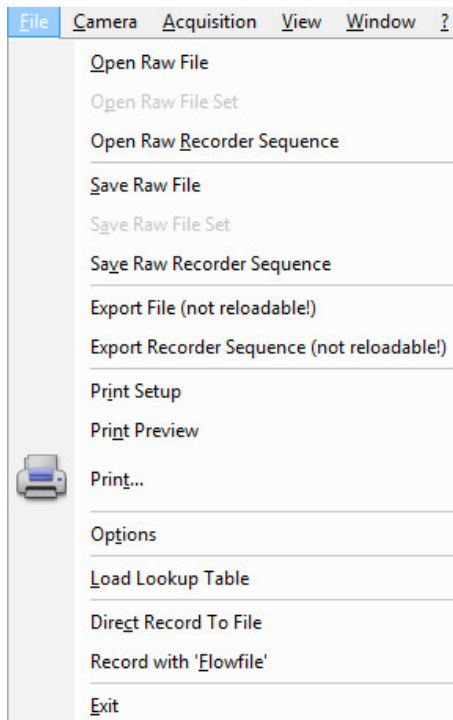 File Camera Acquisition View Window ?
Open Raw File
Open Raw File Set
Open Raw Recorder Sequence
Save Raw File
Save Raw File Set
Save Raw Recorder Sequence
Export File (not reloadable!)
Export Recorder Sequence (not reloadable!)
Print Setup
Print Preview
Print...
Options
Load Lookup Table
Direct Record To File
Record with 'Flowfile'
Exit